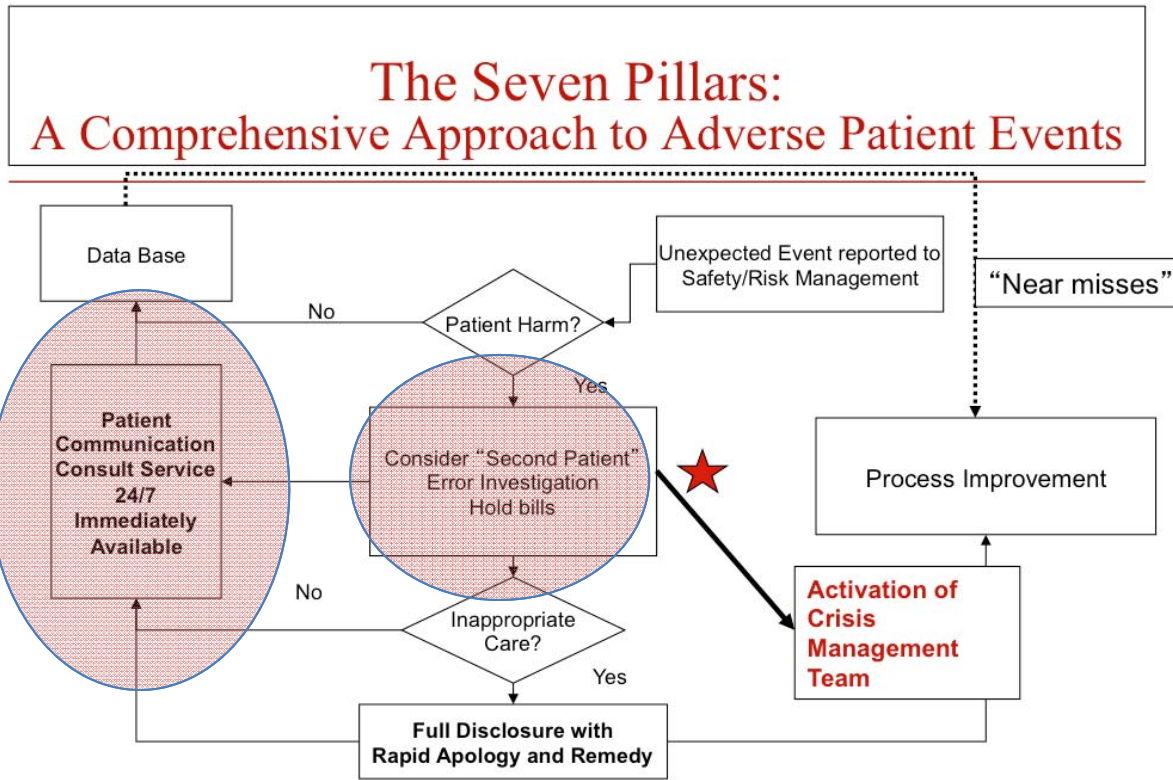 The Seven Pillars:
A Comprehensive Approach to Adverse Patient Events
Data Base
Unexpected Event reported to
Safety/Risk Management
“Near misses”
No
Patient Harm?
Yes
Patient
Communication
Consult Service
24/7
Immediately
Available
Consider “Second Patient”
Error Investigation
Hold bills
Process Improvement
No
Inappropriate
Care?
Yes
Activation of
Crisis
Management
Team
Full Disclosure with
Rapid Apology and Remedy